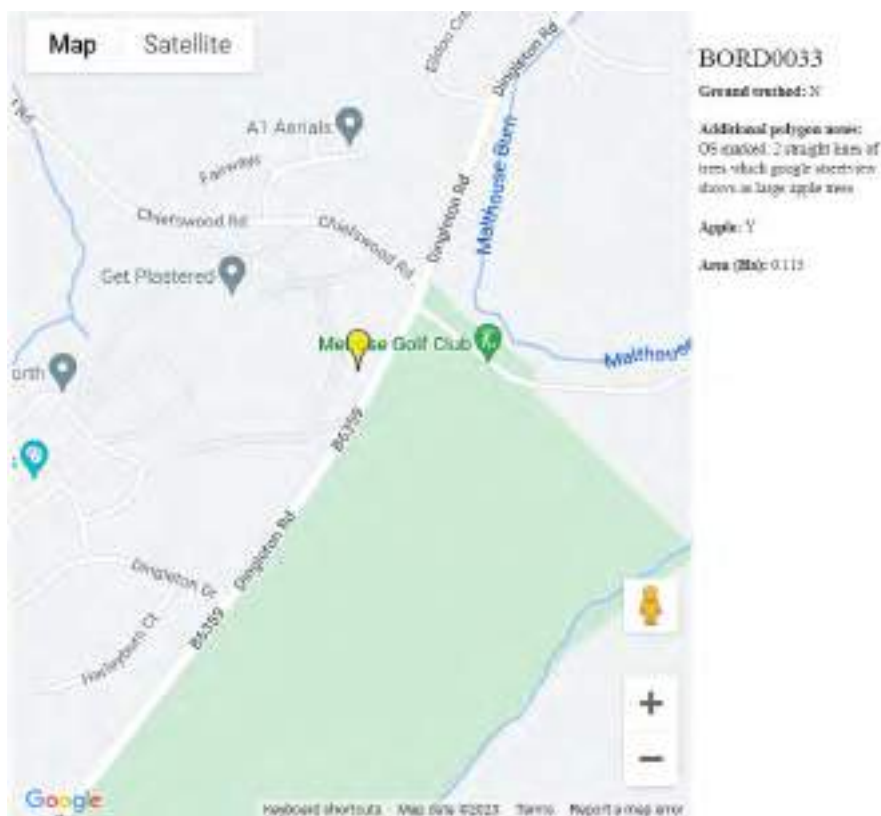 Map
Satellite
Dingleton Rd
A1 Aerials
Chiefswood Rd
Chiefswood Rd
Dingleton Rd
Malthouse Burn
Get Plastered
Golf Club
Malthouse
orth
B6359
Dingleton Rd
Dingleton Dr
B6359
Harleyburn Ct
Google
Keyboard shortcuts
Map data ©2023
Terms
Report a map error
BORD0033
Ground truthed: N
Additional polygon notes:
OS marked. 2 straight lines of
trees which google streetview
shows as large apple trees
Apple: Y
Area (Ha): 0.115